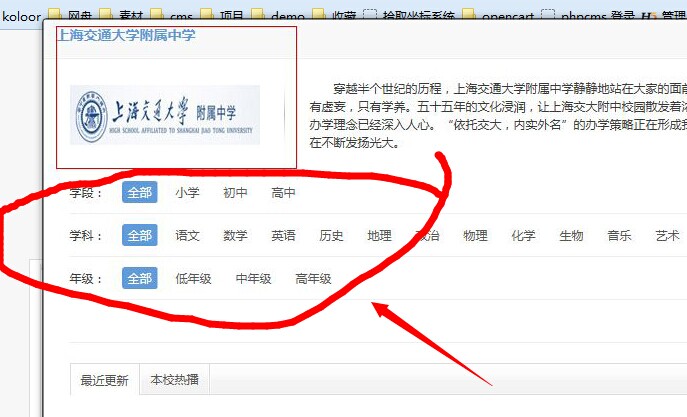 koloor 网盘 素材 cms 项目 demo 收藏 拾取坐标系统 opencart phpcms 登录 管理
上海交通大学附属中学
上海交通大学 附属中学
HIGH SCHOOL AFFILIATED TO SHANGHAI JIAO TONG UNIVERSITY
穿越半个世纪的历程，上海交通大学附属中学静静地站在大家的面前
有虚妄，只有学养。五十五年的文化浸润，让上海交大附中校园散发着
办学理念已经深入人心。“依托交大，内实外名”的办学策略正在形成
在不断发扬光大。
学段： 全部 小学 初中 高中
学科： 全部 语文 数学 英语 历史 地理 政治 物理 化学 生物 音乐 艺术
年级： 全部 低年级 中年级 高年级
最近更新 本校热播